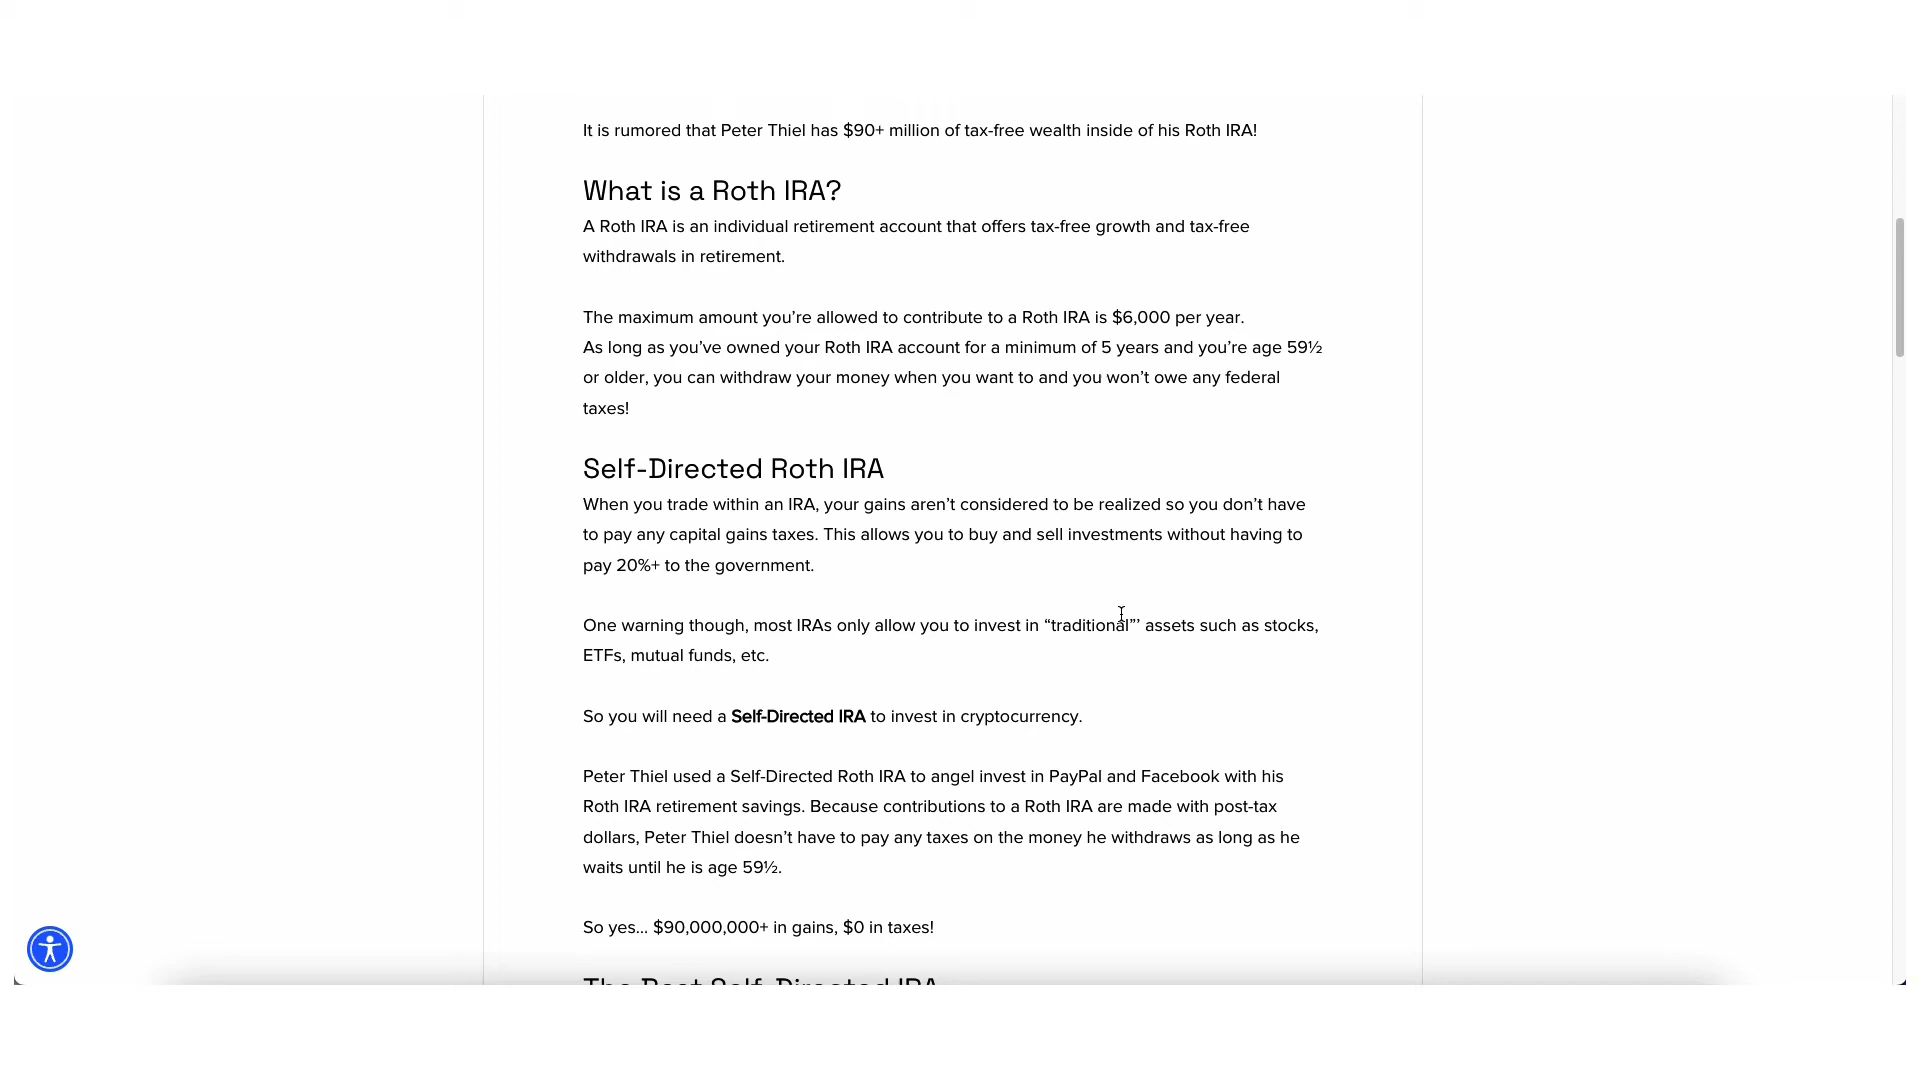 It is rumored that Peter Thiel has $90+ million of tax-free wealth inside of his Roth IRA!
What is a Roth IRA?
A Roth IRA is an individual retirement account that offers tax-free growth and tax-free
withdrawals in retirement.
The maximum amount you’re allowed to contribute to a Roth IRA is $6,000 per year.
As long as you’ve owned your Roth IRA account for a minimum of 5 years and you’re age 59½
or older, you can withdraw your money when you want to and you won’t owe any federal
taxes!
Self-Directed Roth IRA
When you trade within an IRA, your gains aren’t considered to be realized so you don’t have
to pay any capital gains taxes. This allows you to buy and sell investments without having to
pay 20%+ to the government.
One warning though, most IRAs only allow you to invest in “traditional”’ assets such as stocks,
ETFs, mutual funds, etc.
So you will need a Self-Directed IRA to invest in cryptocurrency.
Peter Thiel used a Self-Directed Roth IRA to angel invest in PayPal and Facebook with his
Roth IRA retirement savings. Because contributions to a Roth IRA are made with post-tax
dollars, Peter Thiel doesn’t have to pay any taxes on the money he withdraws as long as he
waits until he is age 59½.
So yes... $90,000,000+ in gains, $0 in taxes!
The Best Self-Directed IRA